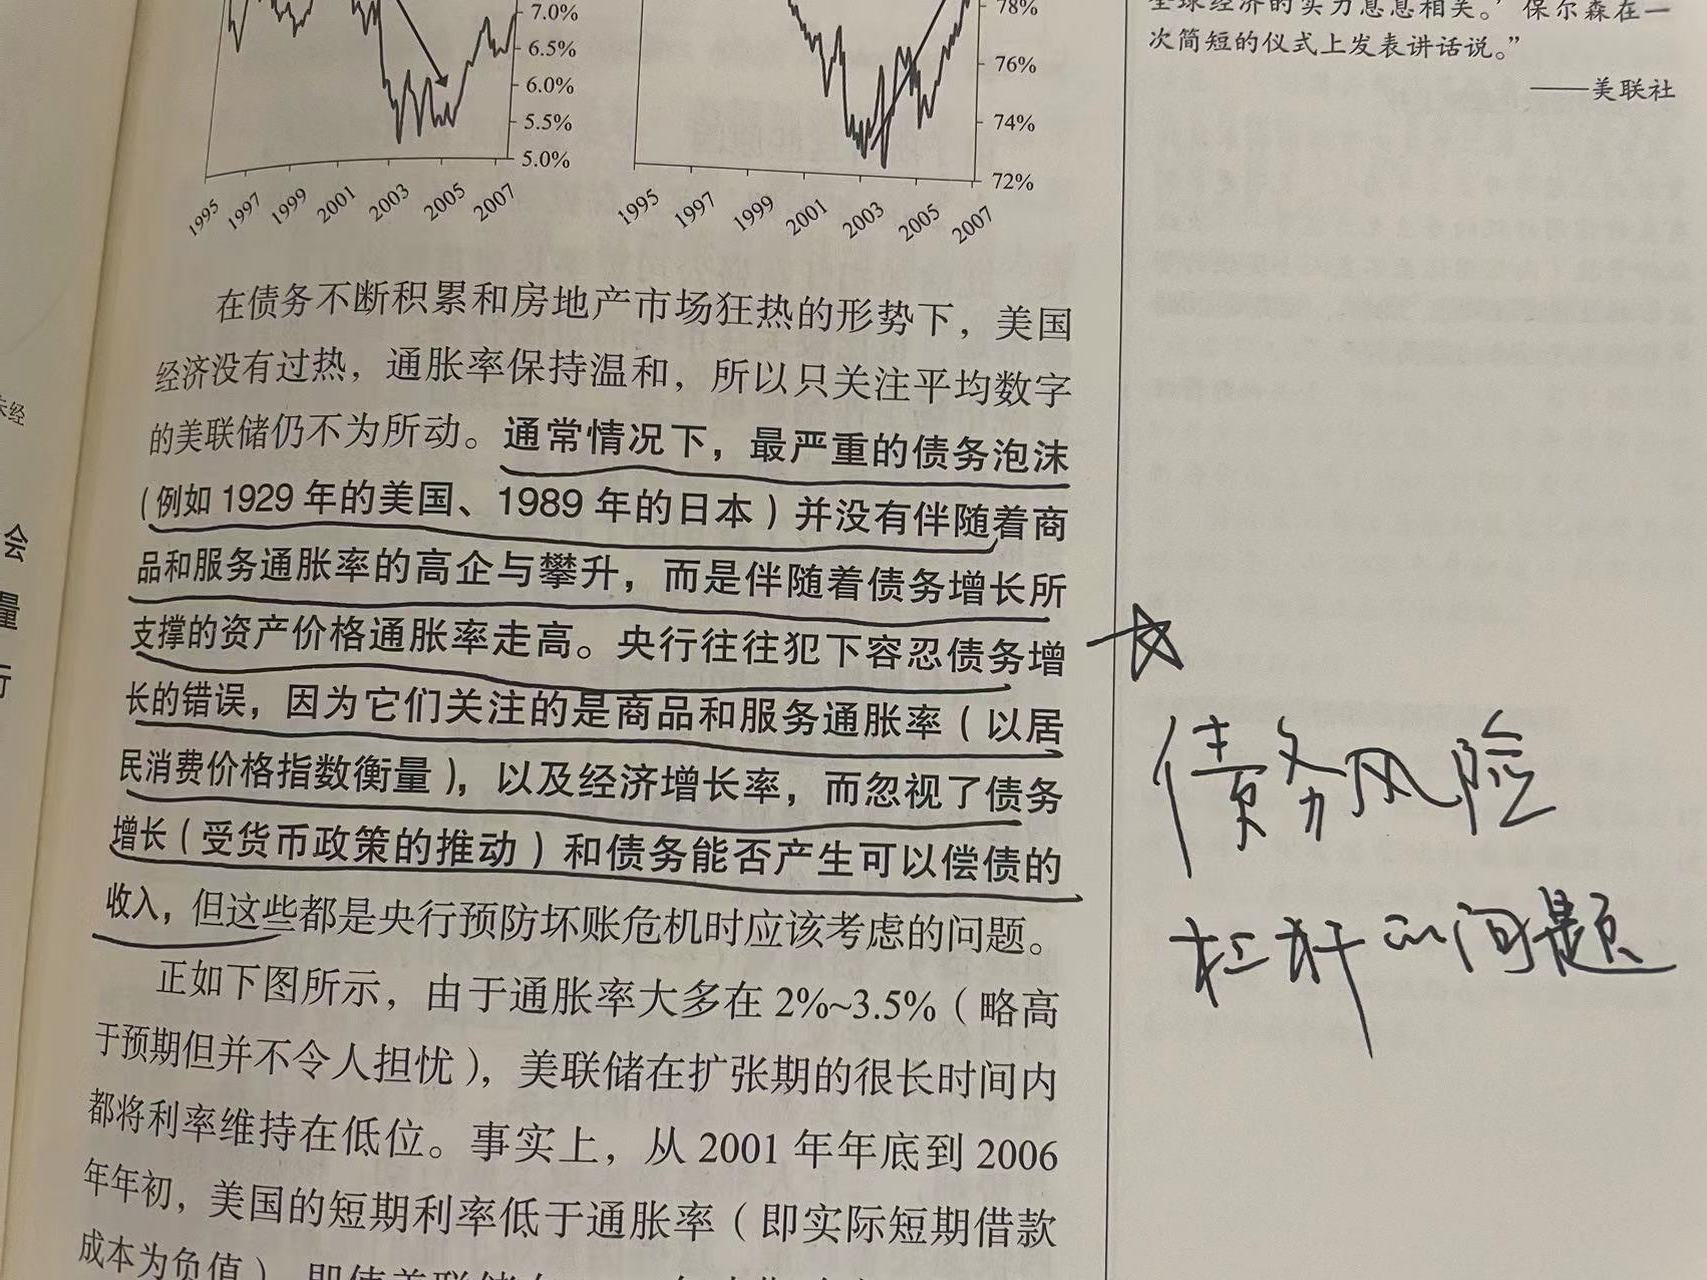 7.0%
6.5%
6.0%
5.5%
5.0%
1995 1997 1999 2001 2003 2005 2007
78%
76%
74%
72%
1995 1997 1999 2001 2003 2005 2007
全球经济的实力息息相关。’保尔森在一
次简短的仪式上发表讲话说。”
——美联社
在债务不断积累和房地产市场狂热的形势下，美国
经济没有过热，通胀率保持温和，所以只关注平均数字
的美联储仍不为所动。通常情况下，最严重的债务泡沫
（例如 1929 年的美国、1989 年的日本）并没有伴随着商
品和服务通胀率的高企与攀升，而是伴随着债务增长所
支撑的资产价格通胀率走高。央行往往犯下容忍债务增
长的错误，因为它们关注的是商品和服务通胀率（以居
民消费价格指数衡量），以及经济增长率，而忽视了债务
增长（受货币政策的推动）和债务能否产生可以偿债的
收入，但这些都是央行预防坏账危机时应该考虑的问题。
正如下图所示，由于通胀率大多在 2%~3.5%（略高
于预期但并不令人担忧），美联储在扩张期的很长时间内
都将利率维持在低位。事实上，从 2001 年年底到 2006
年年初，美国的短期利率低于通胀率（即实际短期借款
成本为负值）
债务风险
杠杆的问题
会
量
行
未经